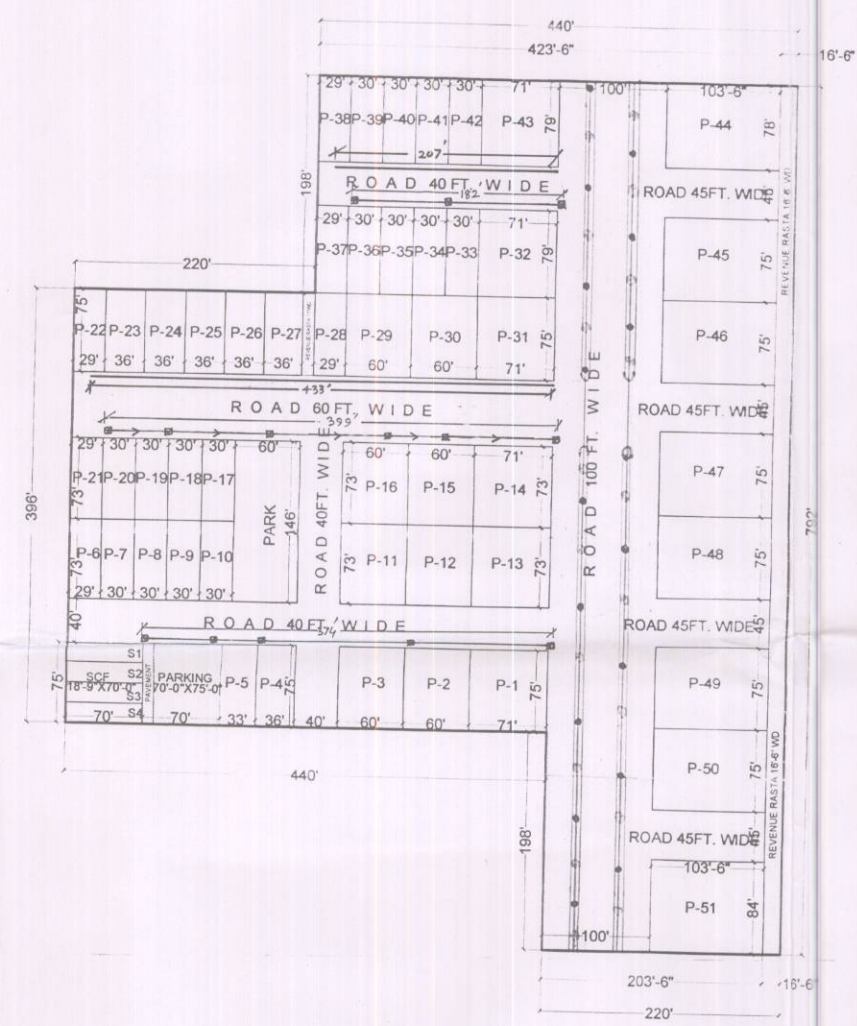 440'
423'-6"
16'-6"
29' 30' 30' 30' 30' 71' 100' 103'-6"
P-38 P-39 P-40 P-41 P-42 P-43 79' P-44 78'
207'
198'
ROAD 40 FT. WIDE
182
ROAD 45FT. WIDE
REVENUE RASTA 16'-6" WD
29' 30' 30' 30' 30' 71'
P-37 P-36 P-35 P-34 P-33 P-32 79'
P-45 75'
220'
75'
P-22 P-23 P-24 P-25 P-26 P-27 P-28 P-29 P-30 P-31 75'
P-46 75'
29' 36' 36' 36' 36' 36' 29' 60' 60' 71'
433'
ROAD 60 FT. WIDE
399'
ROAD 100 FT. WIDE
ROAD 45FT. WIDE 45'
29' 30' 30' 30' 30' 60' 60' 60' 71'
P-21 P-20 P-19 P-18 P-17
73'
PARK
146'
ROAD 40FT. WIDE
73' P-16 P-15 P-14 73'
P-47 75'
396'
792'
73' P-6 P-7 P-8 P-9 P-10
73' P-11 P-12 P-13 73'
P-48 75'
29' 30' 30' 30' 30'
40'
ROAD 40 FT. WIDE
374
ROAD 45FT. WIDE 45'
75'
S1
S2
SCF
18'-9"X70'-0"
S3
S4
PAVEMENT
PARKING
70'-0"X75'-0"
P-5 P-4 75' P-3 P-2 P-1 75'
P-49 75'
70' 70' 33' 36' 40' 60' 60' 71'
440'
P-50 75'
REVENUE RASTA 16'-6" WD
198'
ROAD 45FT. WIDE 45'
103'-6"
P-51 84'
100'
203'-6" 16'-6"
220'